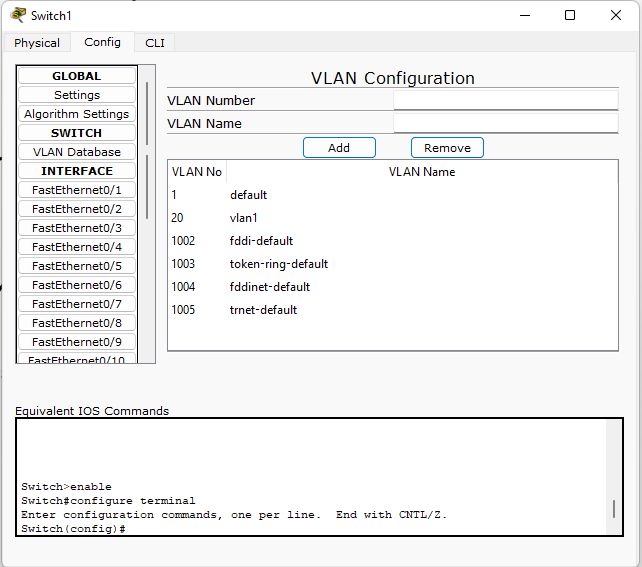 Switch1
Physical Config CLI
GLOBAL
Settings
Algorithm Settings
SWITCH
VLAN Database
INTERFACE
FastEthernet0/1
FastEthernet0/2
FastEthernet0/3
FastEthernet0/4
FastEthernet0/5
FastEthernet0/6
FastEthernet0/7
FastEthernet0/8
FastEthernet0/9
FastEthernet0/10
VLAN Configuration
VLAN Number
VLAN Name
Add Remove
VLAN No VLAN Name
1 default
20 vlan1
1002 fddi-default
1003 token-ring-default
1004 fddinet-default
1005 trnet-default
Equivalent IOS Commands
Switch>enable
Switch#configure terminal
Enter configuration commands, one per line.  End with CNTL/Z.
Switch(config)#